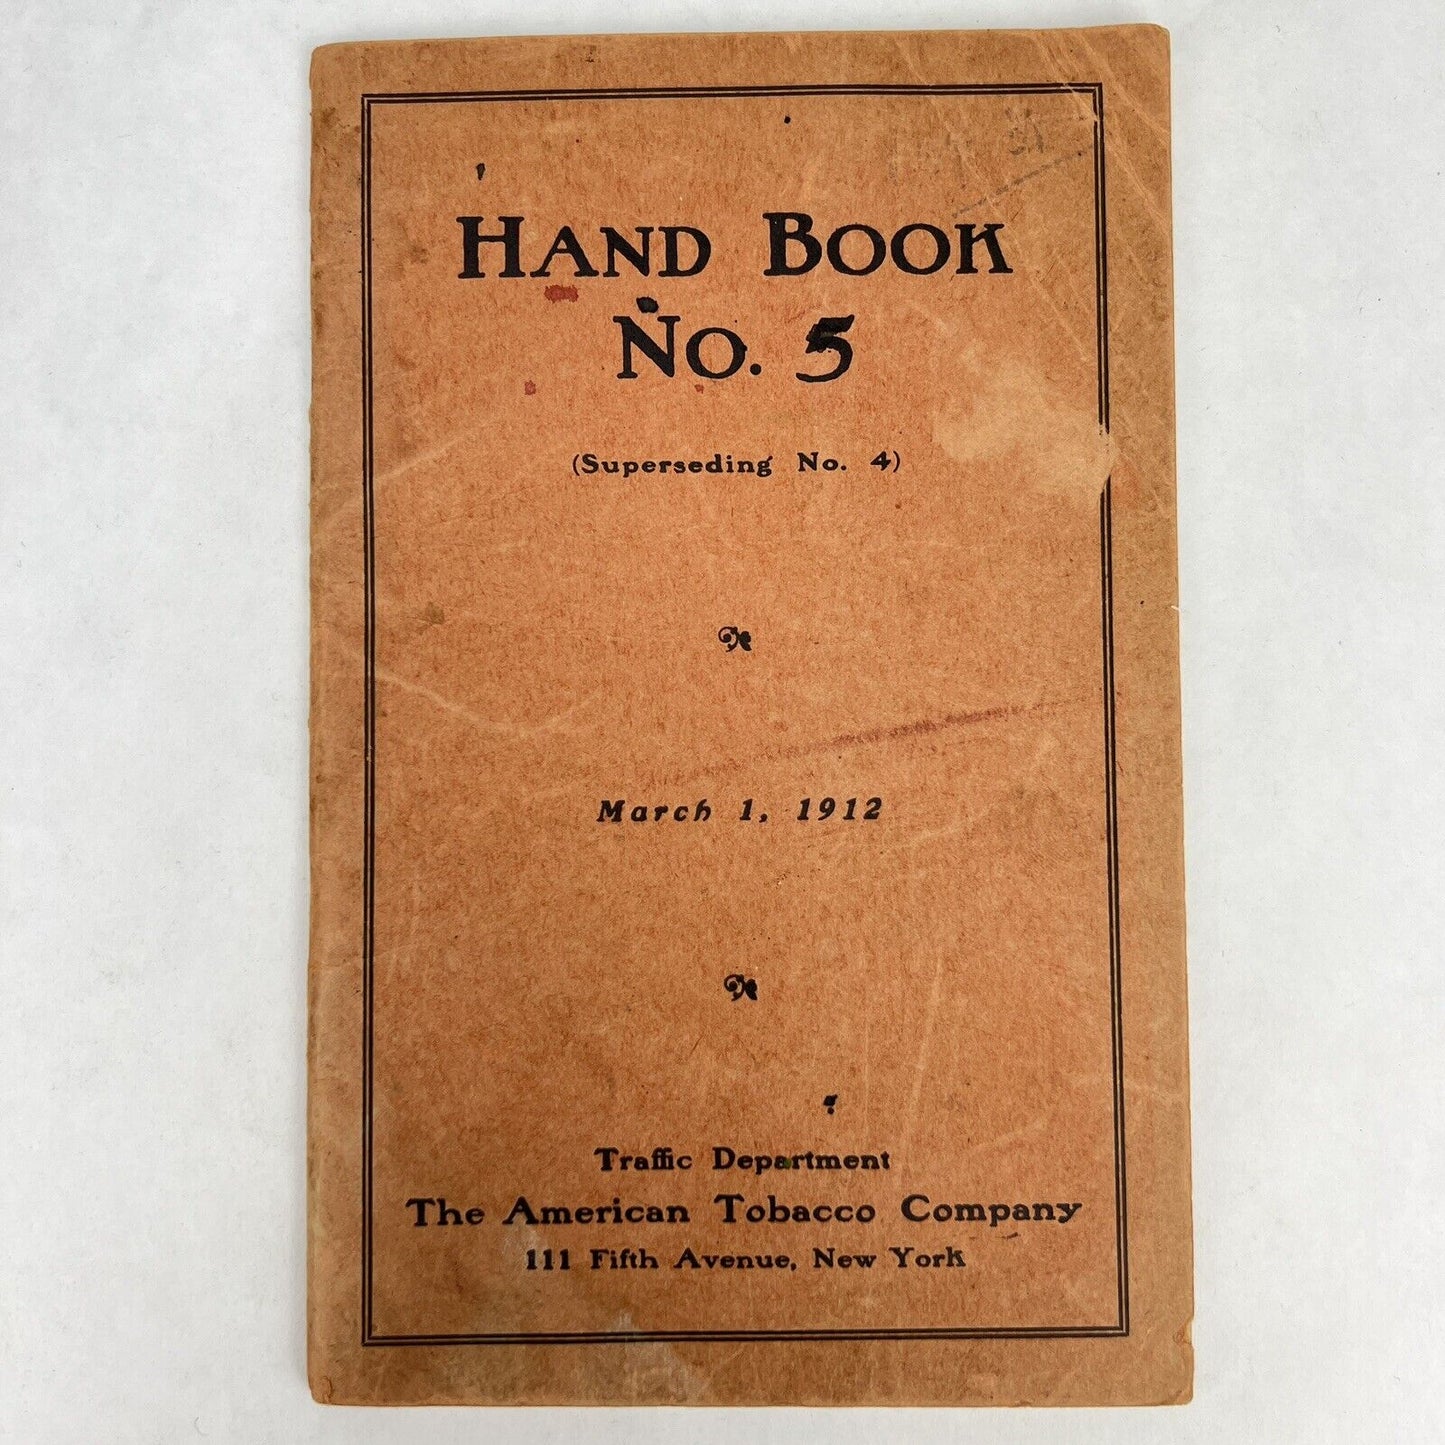 HAND BOOK
NO. 5
(Superseding No. 4)
March 1, 1912
Traffic Department
The American Tobacco Company
111 Fifth Avenue, New York